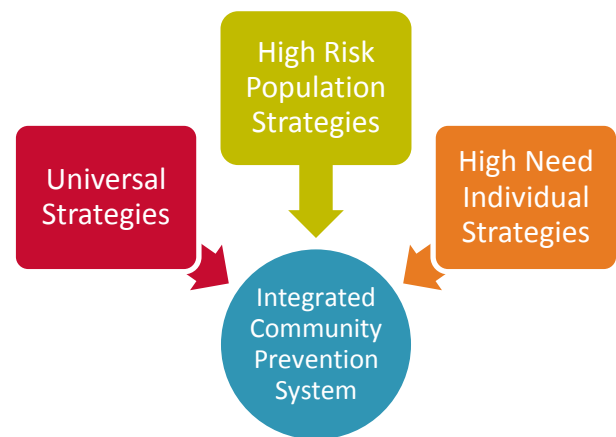 High Risk
Population
Strategies
Universal
Strategies
High Need
Individual
Strategies
Integrated
Community
Prevention
System